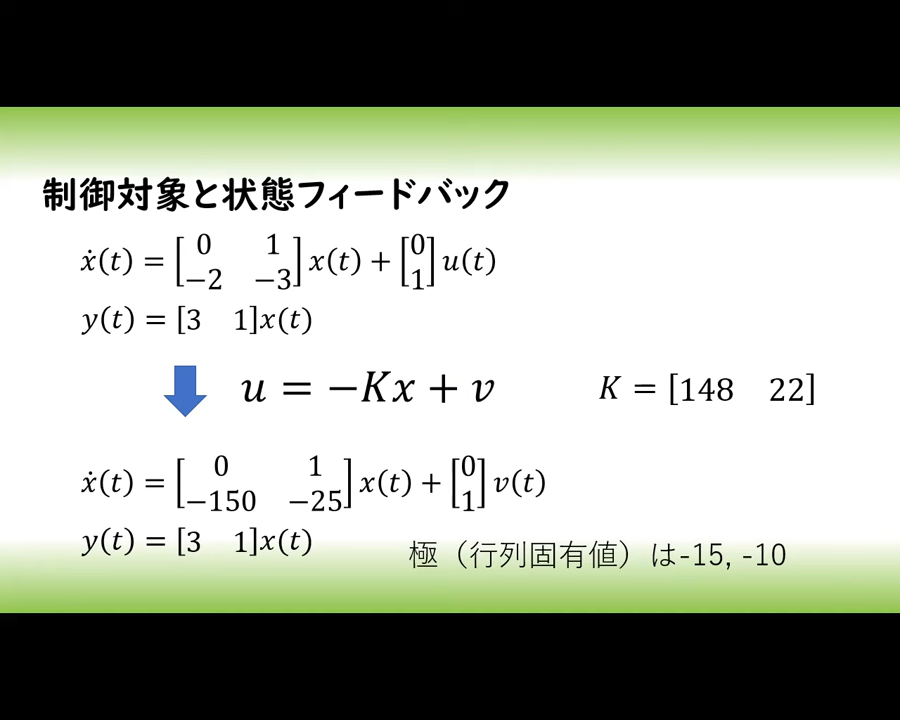 制御対象と状態フィードバック
ẋ(t) = [0 1; −2 −3] x(t) + [0; 1] u(t)
y(t) = [3 1]x(t)
u = −Kx + v
K = [148 22]
ẋ(t) = [0 1; −150 −25] x(t) + [0; 1] v(t)
y(t) = [3 1]x(t)
極（行列固有値）は-15, -10